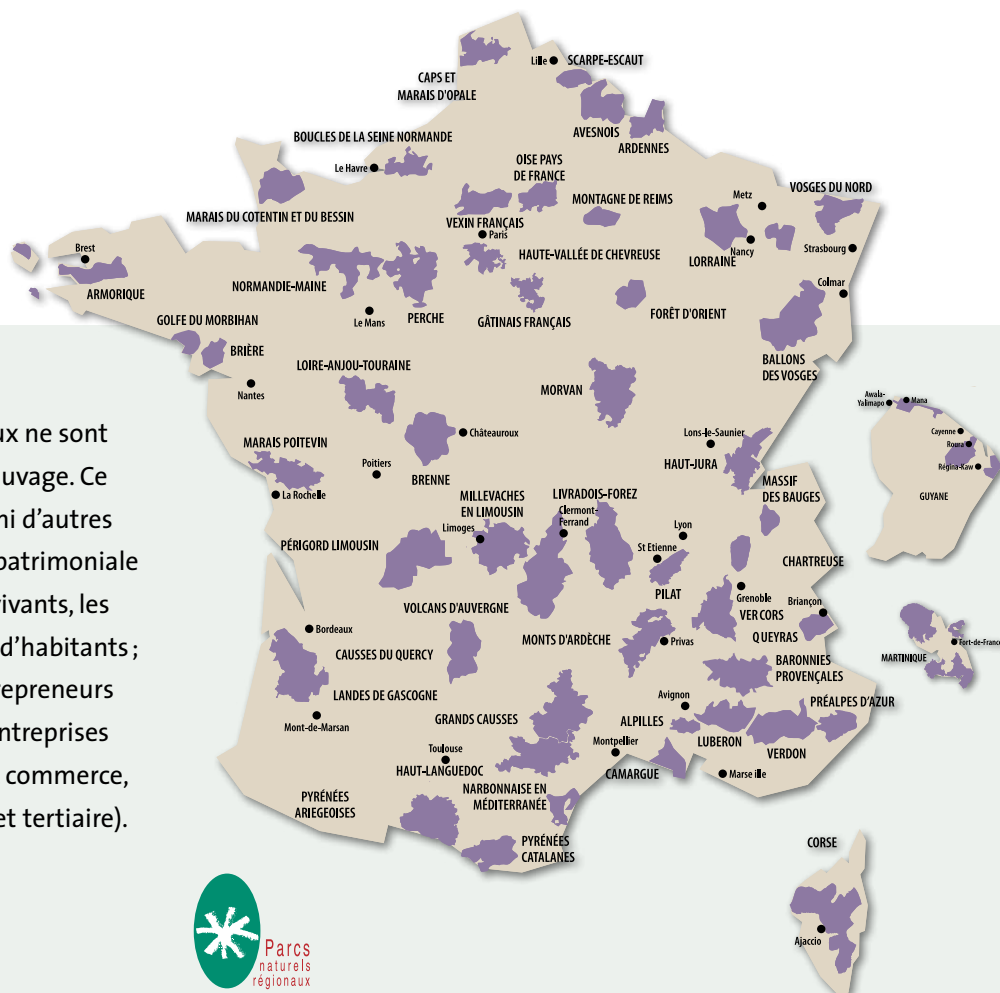 Lille
SCARPE-ESCAUT
CAPS ET
MARAIS D'OPALE
AVESNOIS
ARDENNES
BOUCLES DE LA SEINE NORMANDE
Le Havre
OISE PAYS
DE FRANCE
MONTAGNE DE REIMS
Metz
VOSGES DU NORD
MARAIS DU COTENTIN ET DU BESSIN
VEXIN FRANÇAIS
Paris
Brest
HAUTE-VALLÉE DE CHEVREUSE
Nancy
LORRAINE
Strasbourg
ARMORIQUE
NORMANDIE-MAINE
Colmar
GOLFE DU MORBIHAN
Le Mans
PERCHE
GÂTINAIS FRANÇAIS
FORÊT D'ORIENT
BRIÈRE
LOIRE-ANJOU-TOURAINE
BALLONS
DES VOSGES
Nantes
MORVAN
Awala-
Yalimapo
Mana
Cayenne
Roura
Régina-Kaw
GUYANE
ux ne sont
uvage. Ce
ni d'autres
patrimoniale
vivants, les
d'habitants ;
repreneurs
ntreprises
commerce,
et tertiaire).
MARAIS POITEVIN
Châteauroux
Lons-le-Saunier
Poitiers
BRENNE
HAUT-JURA
La Rochelle
MILLEVACHES
EN LIMOUSIN
LIVRADOIS-FOREZ
MASSIF
DES BAUGES
Limoges
Clermont-
Ferrand
Lyon
PÉRIGORD LIMOUSIN
St Etienne
CHARTREUSE
PILAT
Grenoble
Briançon
VOLCANS D'AUVERGNE
VERCORS
Bordeaux
MONTS D'ARDÈCHE
Privas
QUEYRAS
Fort-de-France
MARTINIQUE
CAUSSES DU QUERCY
BARONNIES
PROVENÇALES
LANDES DE GASCOGNE
Avignon
PRÉALPES D'AZUR
Mont-de-Marsan
GRANDS CAUSSES
ALPILLES
LUBERON
VERDON
Toulouse
HAUT-LANGUEDOC
Montpellier
CAMARGUE
Marseille
NARBONNAISE EN
MÉDITERRANÉE
PYRÉNÉES
ARIEGEOISES
PYRÉNÉES
CATALANES
CORSE
Ajaccio
Parcs
naturels
régionaux